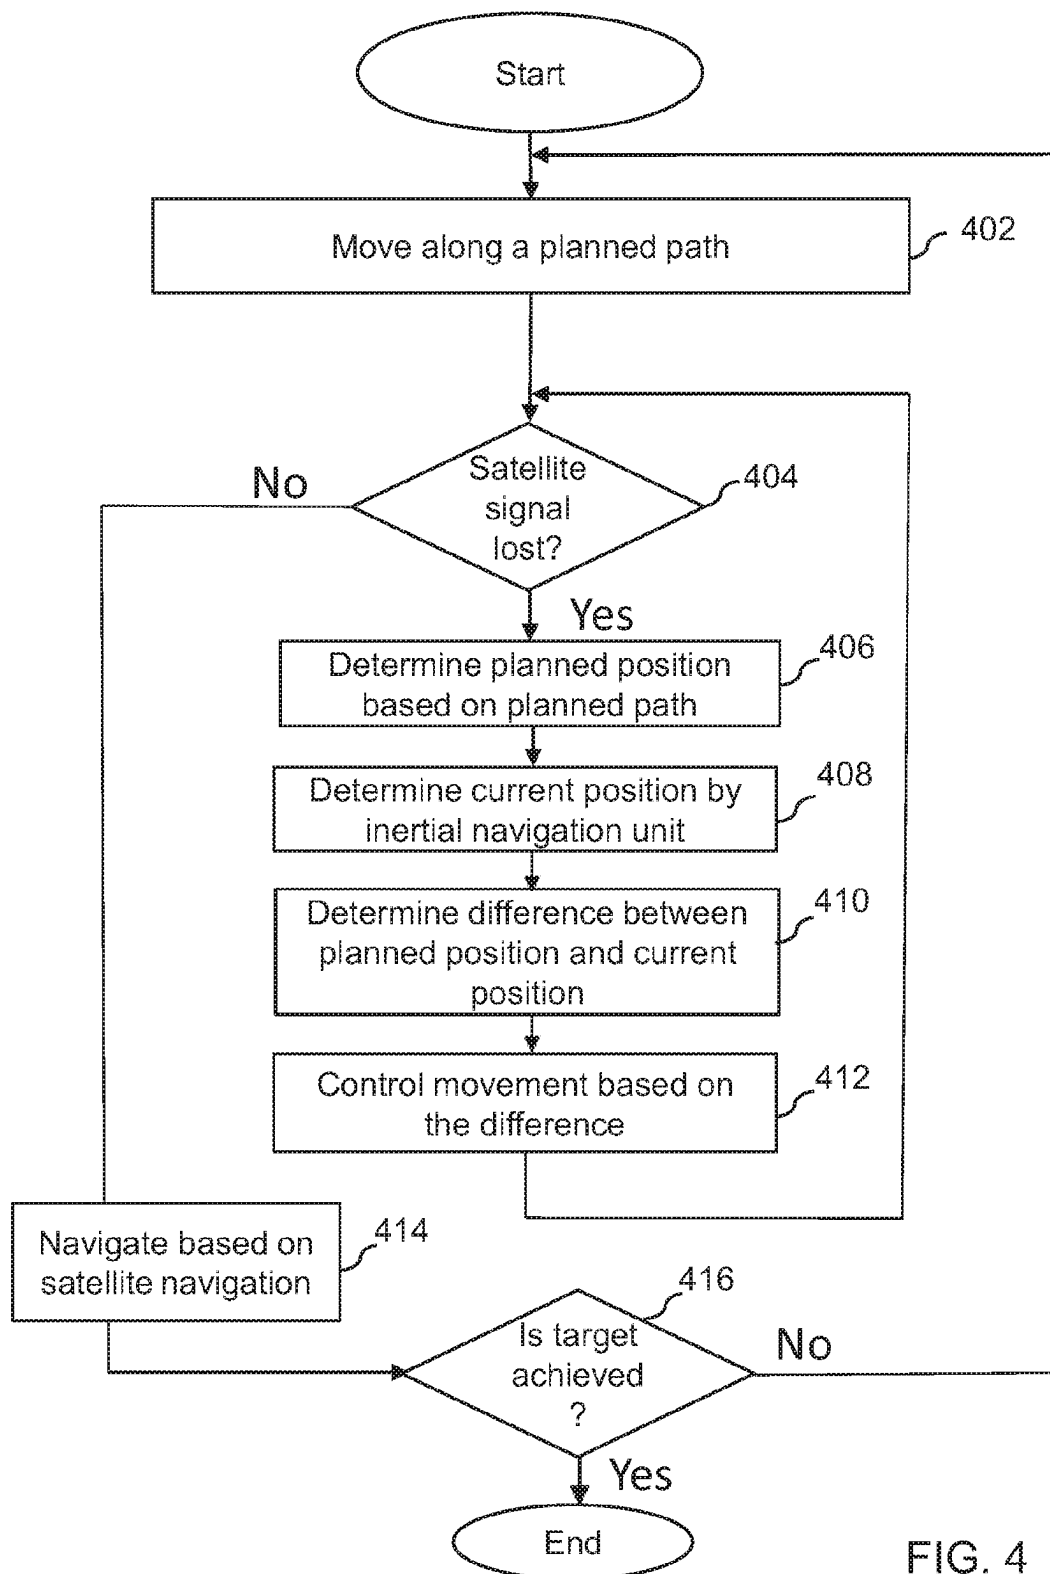 Start
Move along a planned path
402
Satellite
signal
lost?
404
No
Yes
Determine planned position
based on planned path
406
Determine current position by
inertial navigation unit
408
Determine difference between
planned position and current
position
410
Control movement based on
the difference
412
Navigate based on
satellite navigation
414
Is target
achieved
?
416
No
Yes
End
FIG. 4